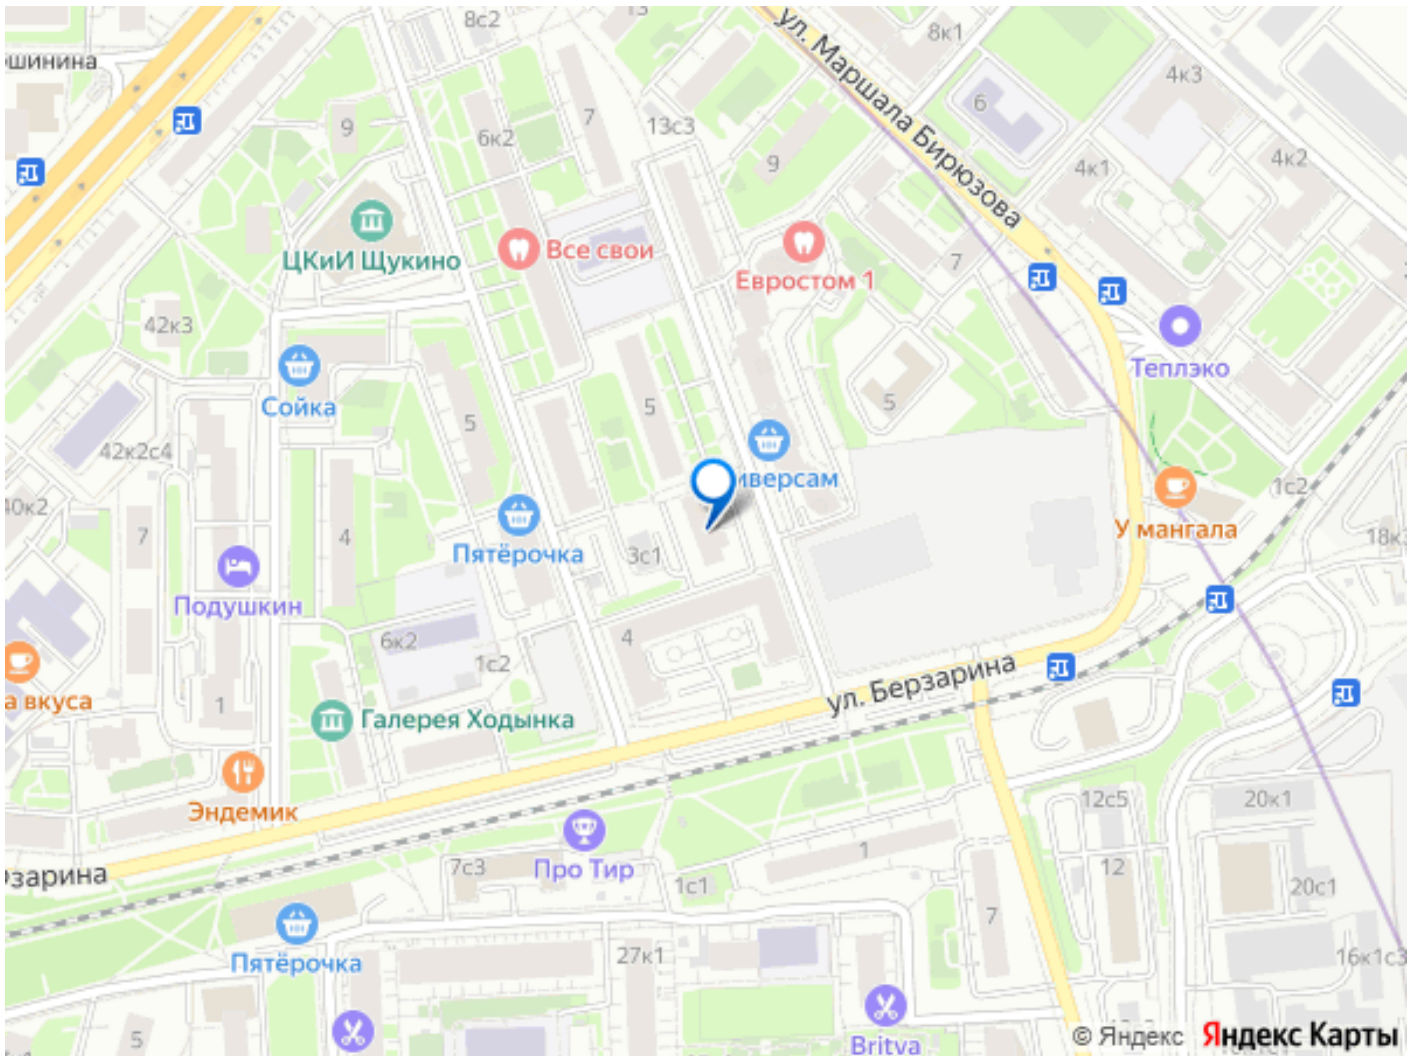 8с2
13
8к1
ул. Маршала Бирюзова
шинина
4к3
6
9
6к2
7
13с3
9
4к1
4к2
ЦКиИ Щукино
Все свои
Евростом 1
7
42к3
Теплэко
Сойка
5
5
5
42к2с4
иверсам
40к2
7
4
Пятёрочка
3с1
У мангала
1с2
18к
Подушкин
6к2
1с2
4
а вкуса
1
Галерея Ходынка
ул. Берзарина
Эндемик
12с5
20к1
зарина
7с3
Про Тир
1с1
1
12
20с1
7
Пятёрочка
27к1
16к1с3
5
Britva
© Яндекс Яндекс Карты